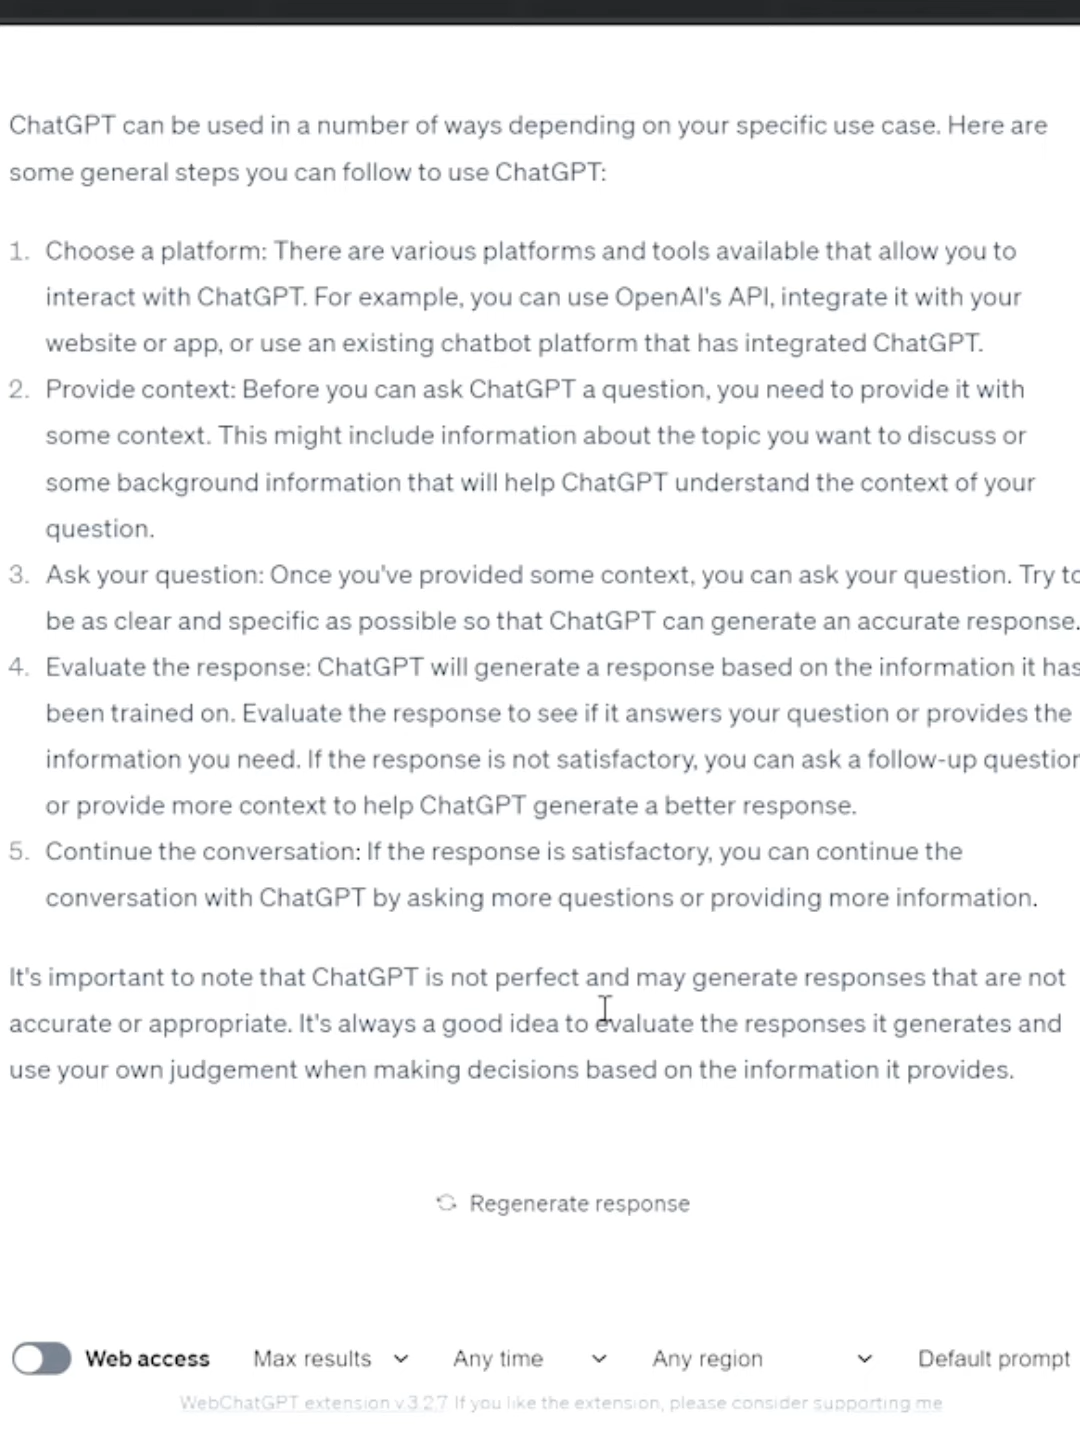 ChatGPT can be used in a number of ways depending on your specific use case. Here are
some general steps you can follow to use ChatGPT:
1. Choose a platform: There are various platforms and tools available that allow you to
interact with ChatGPT. For example, you can use OpenAI's API, integrate it with your
website or app, or use an existing chatbot platform that has integrated ChatGPT.
2. Provide context: Before you can ask ChatGPT a question, you need to provide it with
some context. This might include information about the topic you want to discuss or
some background information that will help ChatGPT understand the context of your
question.
3. Ask your question: Once you've provided some context, you can ask your question. Try to
be as clear and specific as possible so that ChatGPT can generate an accurate response.
4. Evaluate the response: ChatGPT will generate a response based on the information it has
been trained on. Evaluate the response to see if it answers your question or provides the
information you need. If the response is not satisfactory, you can ask a follow-up question
or provide more context to help ChatGPT generate a better response.
5. Continue the conversation: If the response is satisfactory, you can continue the
conversation with ChatGPT by asking more questions or providing more information.
It's important to note that ChatGPT is not perfect and may generate responses that are not
accurate or appropriate. It's always a good idea to evaluate the responses it generates and
use your own judgement when making decisions based on the information it provides.
Regenerate response
Web access Max results Any time Any region Default prompt
WebChatGPT extension v.3.2.7 If you like the extension, please consider supporting me